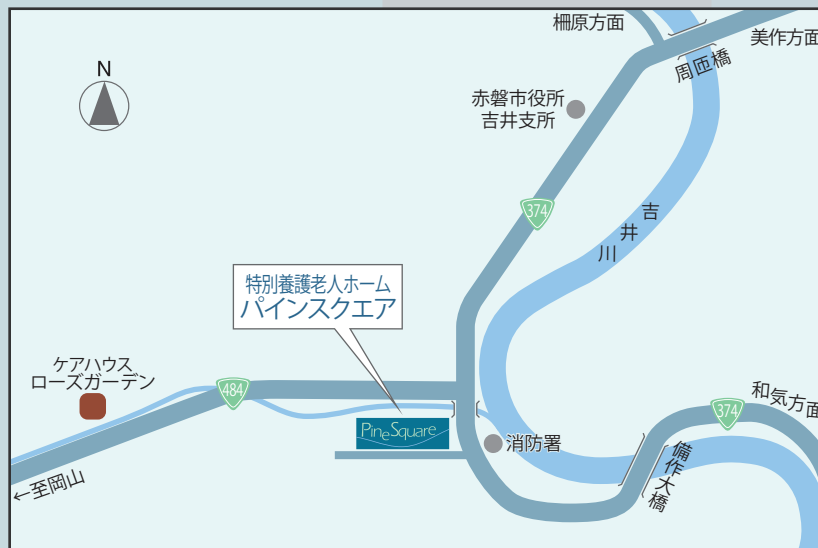 柵原方面
美作方面
周匝橋
N
赤磐市役所
吉井支所
374
吉井川
特別養護老人ホーム
パインスクエア
ケアハウス
ローズガーデン
484
374
和気方面
PineSquare
消防署
備作大橋
←至岡山